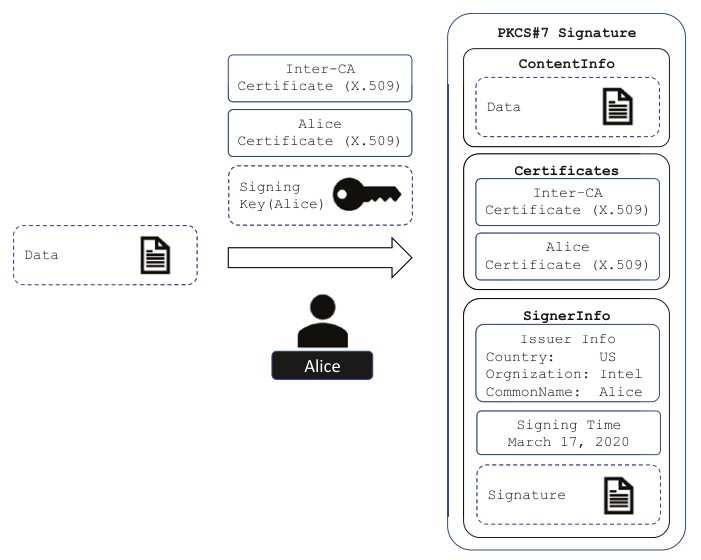 Data
Inter-CA
Certificate (X.509)
Alice
Certificate (X.509)
Signing
Key(Alice)
Alice
PKCS#7 Signature
ContentInfo
Data
Certificates
Inter-CA
Certificate (X.509)
Alice
Certificate (X.509)
SignerInfo
Issuer Info
Country: US
Orgnization: Intel
CommonName: Alice
Signing Time
March 17, 2020
Signature